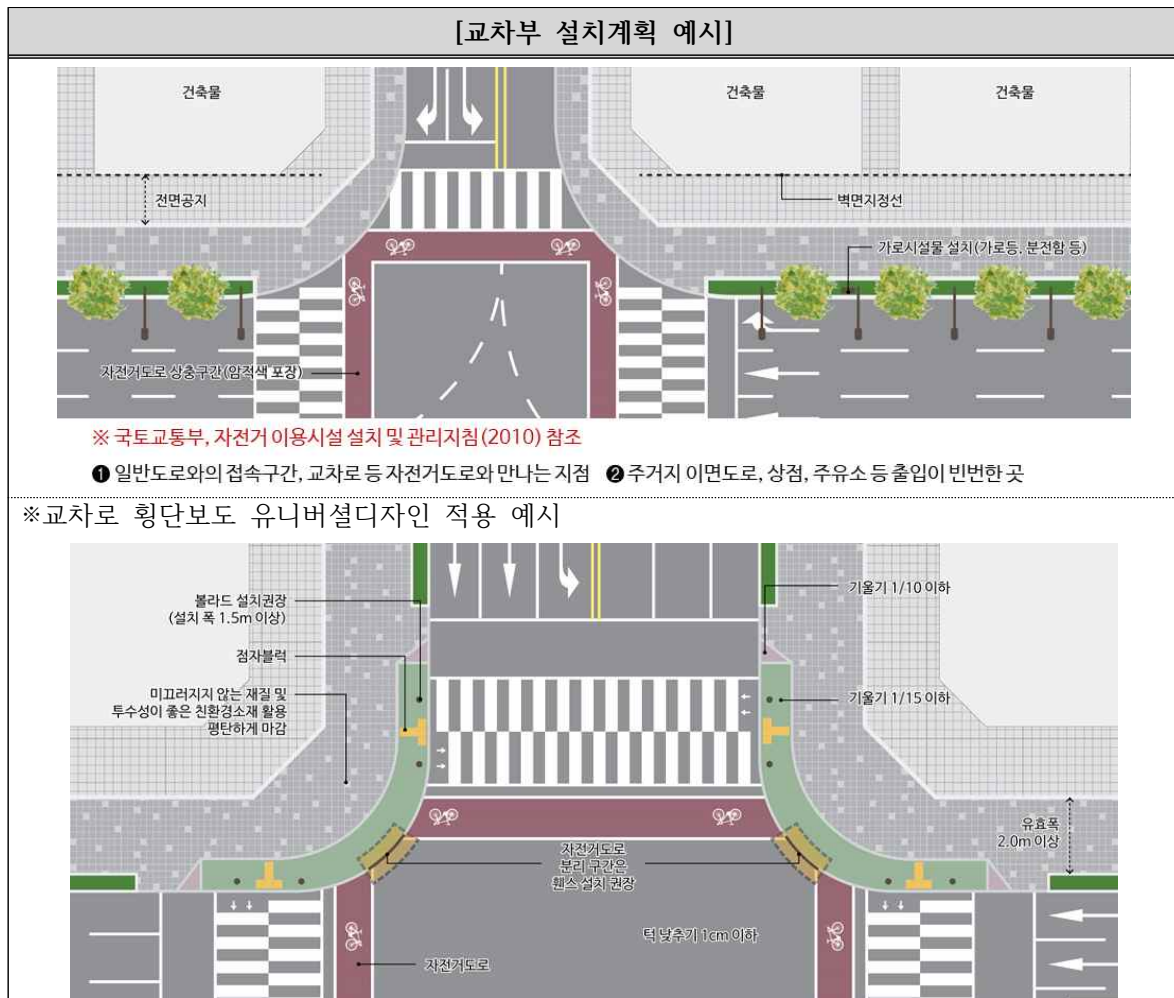 [교차부 설치계획 예시]
건축물
건축물
건축물
전면공지
벽면지정선
가로시설물 설치(가로등, 분전함 등)
자전거도로 상충구간(암적색 포장)
※ 국토교통부, 자전거 이용시설 설치 및 관리지침(2010) 참조
❶ 일반도로와의 접속구간, 교차로 등 자전거도로와 만나는 지점 ❷ 주거지 이면도로, 상점, 주유소 등 출입이 빈번한 곳
※교차로 횡단보도 유니버셜디자인 적용 예시
볼라드 설치권장
(설치 폭 1.5m 이상)
기울기 1/10 이하
점자블럭
미끄러지지 않는 재질 및
투수성이 좋은 친환경소재 활용
평탄하게 마감
기울기 1/15 이하
유효폭
2.0m 이상
자전거도로
분리 구간은
휀스 설치 권장
턱 낮추기 1cm 이하
자전거도로